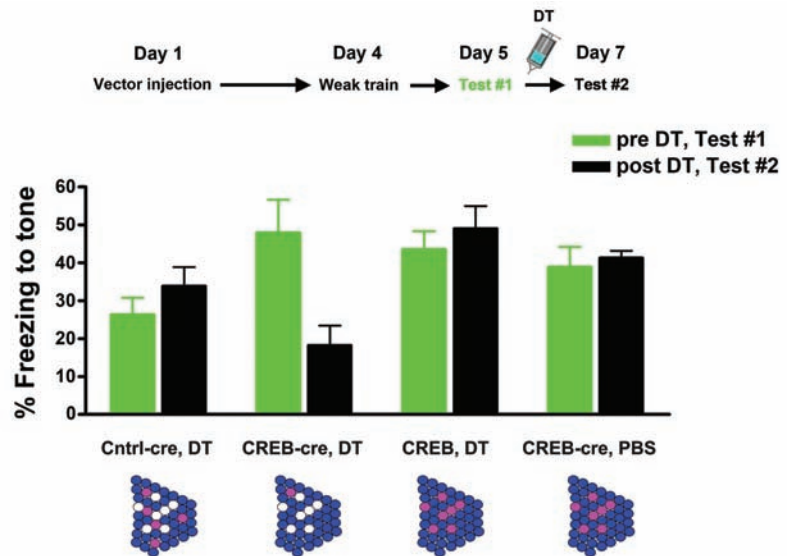 DT
Day 1 Day 4 Day 5 Day 7
Vector injection Weak train Test #1 Test #2
pre DT, Test #1
post DT, Test #2
% Freezing to tone
60
50
40
30
20
10
0
Cntrl-cre, DT CREB-cre, DT CREB, DT CREB-cre, PBS